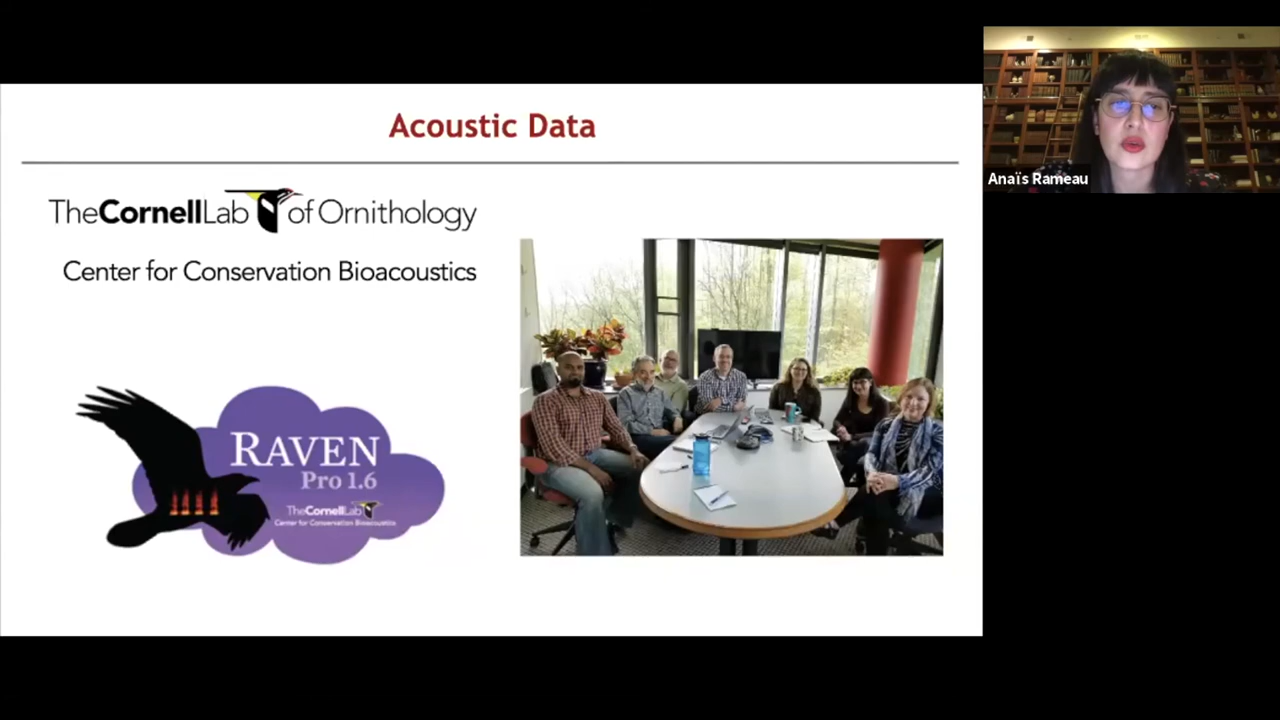 Acoustic Data
TheCornellLab of Ornithology
Center for Conservation Bioacoustics
RAVEN
Pro 1.6
TheCornellLab
Center for Conservation Bioacoustics
Anaïs Rameau